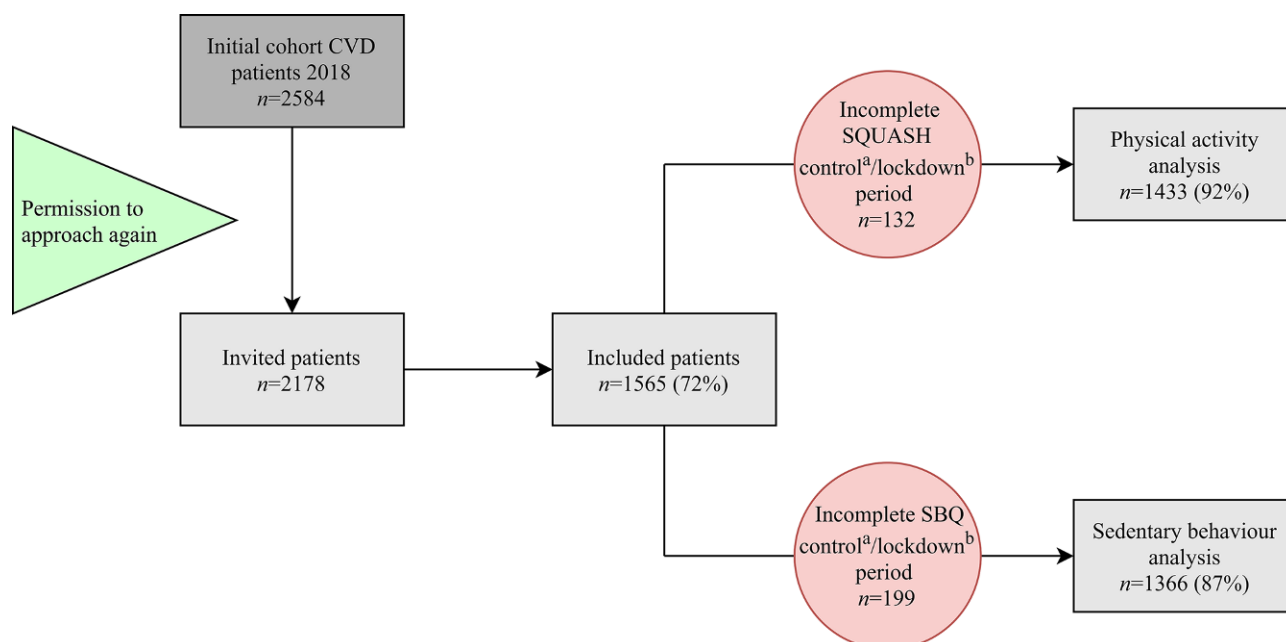 Initial cohort CVD
patients 2018
n=2584
Permission to
approach again
Invited patients
n=2178
Included patients
n=1565 (72%)
Incomplete
SQUASH
controlᵃ/lockdownᵇ
period
n=132
Physical activity
analysis
n=1433 (92%)
Incomplete SBQ
controlᵃ/lockdownᵇ
period
n=199
Sedentary behaviour
analysis
n=1366 (87%)